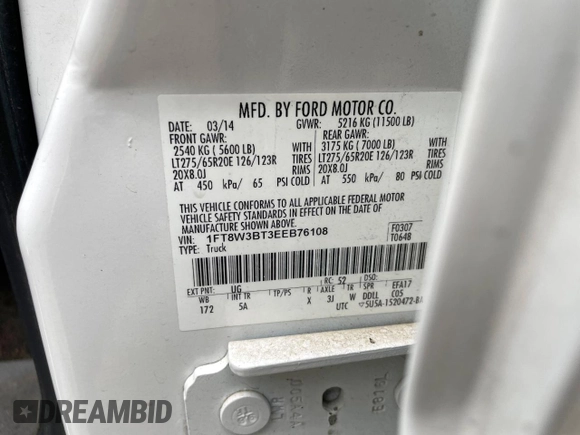 MFD. BY FORD MOTOR CO.
DATE: 03/14 GVWR: 5216 KG (11500 LB)
FRONT GAWR: REAR GAWR:
2540 KG ( 5600 LB) 3175 KG ( 7000 LB)
LT275/65R20E 126/123R TIRES LT275/65R20E 126/123R
20X8.0J RIMS 20X8.0J
AT 450 kPa/ 65 PSI COLD AT 550 kPa/ 80 PSI COLD
TIRES
RIMS
THIS VEHICLE CONFORMS TO ALL APPLICABLE FEDERAL MOTOR
VEHICLE SAFETY STANDARDS IN EFFECT ON THE DATE OF
MANUFACTURE SHOWN ABOVE.
VIN: 1FT8W3BT3EEB76108 F0307
TYPE: Truck T0648
EXT PNT: UG RC: 52
WB INT TR TP/PS R AXLE TR SPR EFA17
172 5A X 3J W DDLL C05
UTC
DREAMBID